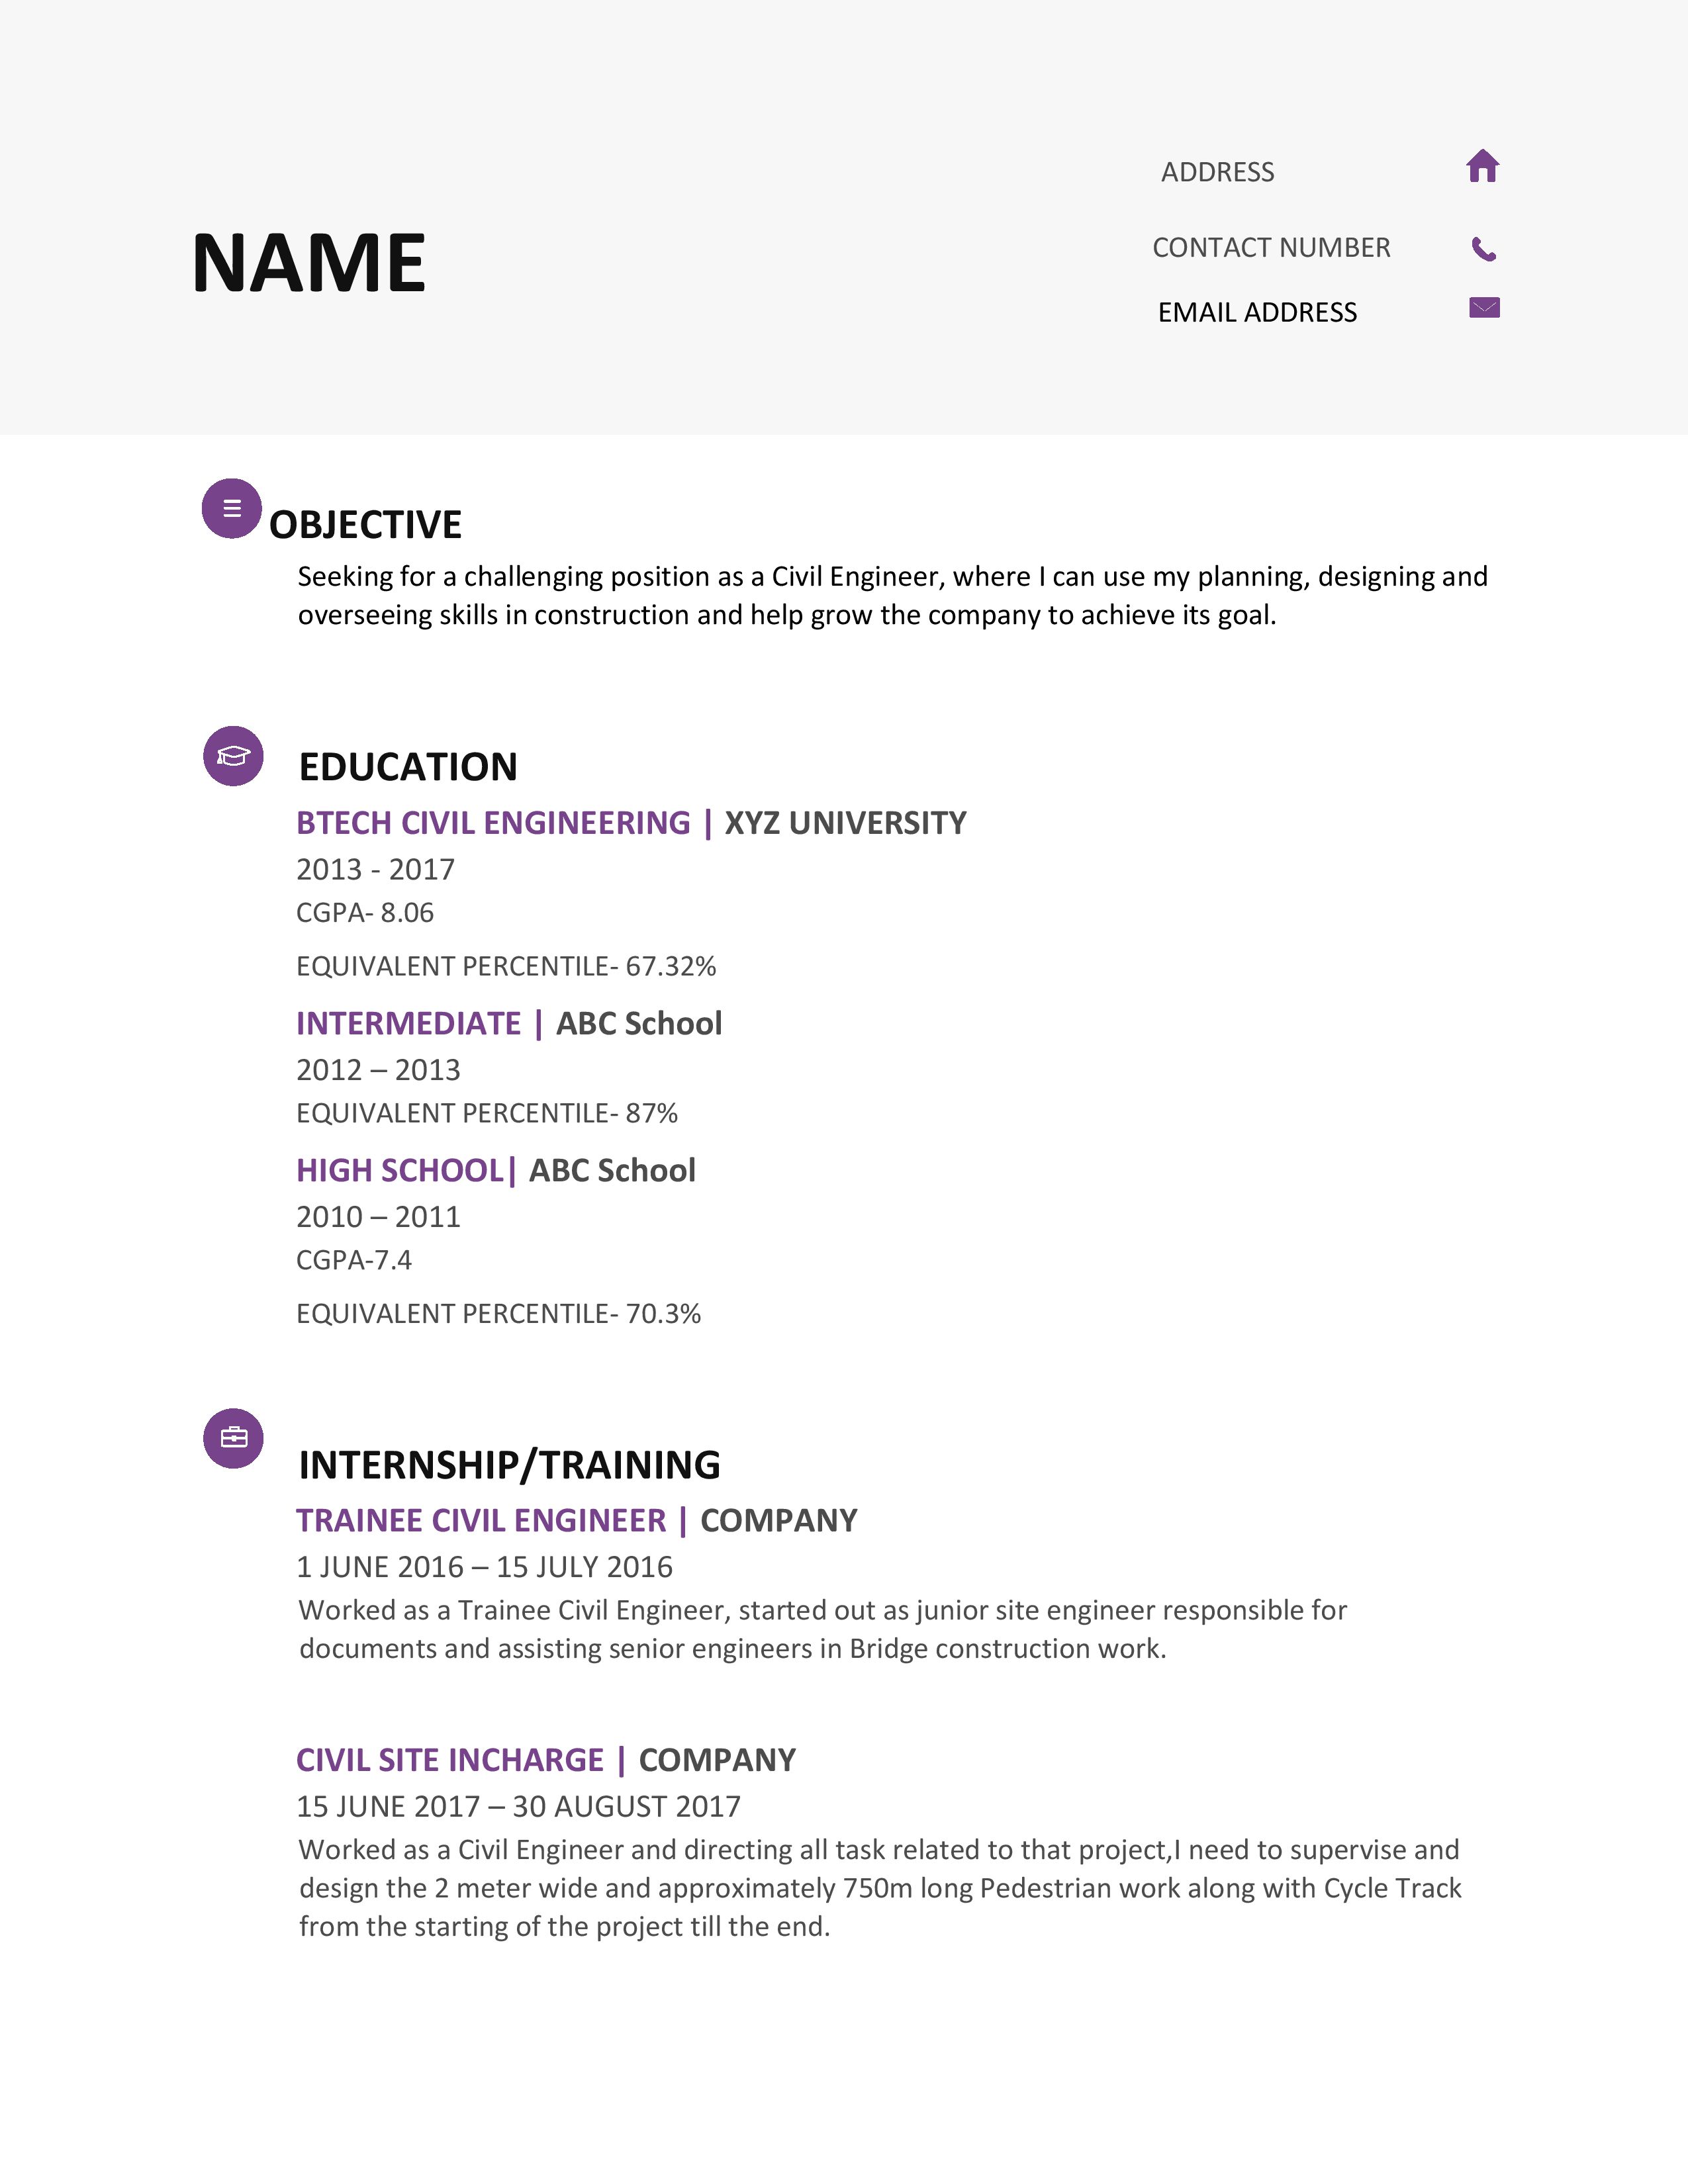 NAME
ADDRESS
CONTACT NUMBER
EMAIL ADDRESS
OBJECTIVE
Seeking for a challenging position as a Civil Engineer, where I can use my planning, designing and
overseeing skills in construction and help grow the company to achieve its goal.
EDUCATION
BTECH CIVIL ENGINEERING | XYZ UNIVERSITY
2013 - 2017
CGPA- 8.06
EQUIVALENT PERCENTILE- 67.32%
INTERMEDIATE | ABC School
2012 – 2013
EQUIVALENT PERCENTILE- 87%
HIGH SCHOOL| ABC School
2010 – 2011
CGPA-7.4
EQUIVALENT PERCENTILE- 70.3%
INTERNSHIP/TRAINING
TRAINEE CIVIL ENGINEER | COMPANY
1 JUNE 2016 – 15 JULY 2016
Worked as a Trainee Civil Engineer, started out as junior site engineer responsible for
documents and assisting senior engineers in Bridge construction work.
CIVIL SITE INCHARGE | COMPANY
15 JUNE 2017 – 30 AUGUST 2017
Worked as a Civil Engineer and directing all task related to that project,I need to supervise and
design the 2 meter wide and approximately 750m long Pedestrian work along with Cycle Track
from the starting of the project till the end.